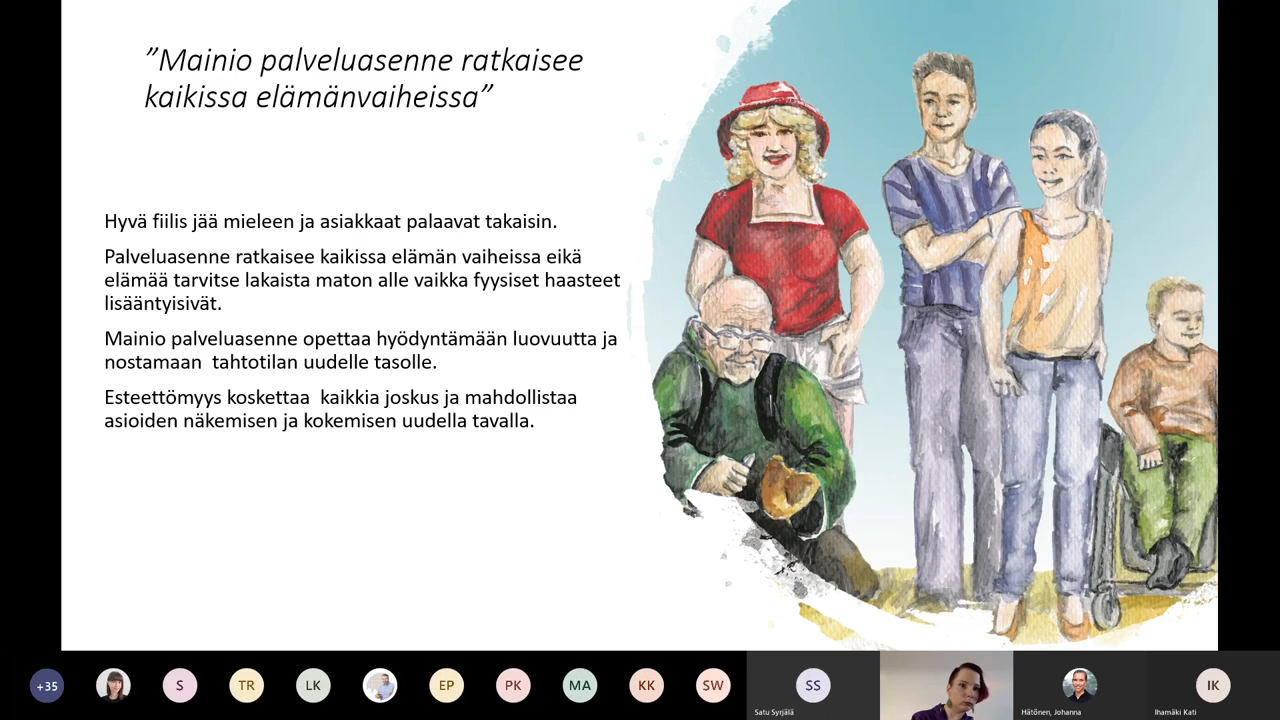 ”Mainio palveluasenne ratkaisee
kaikissa elämänvaiheissa”
Hyvä fiilis jää mieleen ja asiakkaat palaavat takaisin.
Palveluasenne ratkaisee kaikissa elämän vaiheissa eikä
elämää tarvitse lakaista maton alle vaikka fyysiset haasteet
lisääntyisivät.
Mainio palveluasenne opettaa hyödyntämään luovuutta ja
nostamaan  tahtotilan uudelle tasolle.
Esteettömyys koskettaa  kaikkia joskus ja mahdollistaa
asioiden näkemisen ja kokemisen uudella tavalla.
+35
S
TR
LK
EP
PK
MA
KK
SW
SS
IK
Satu Syrjälä
Hätönen, Johanna
Ihamäki Kati